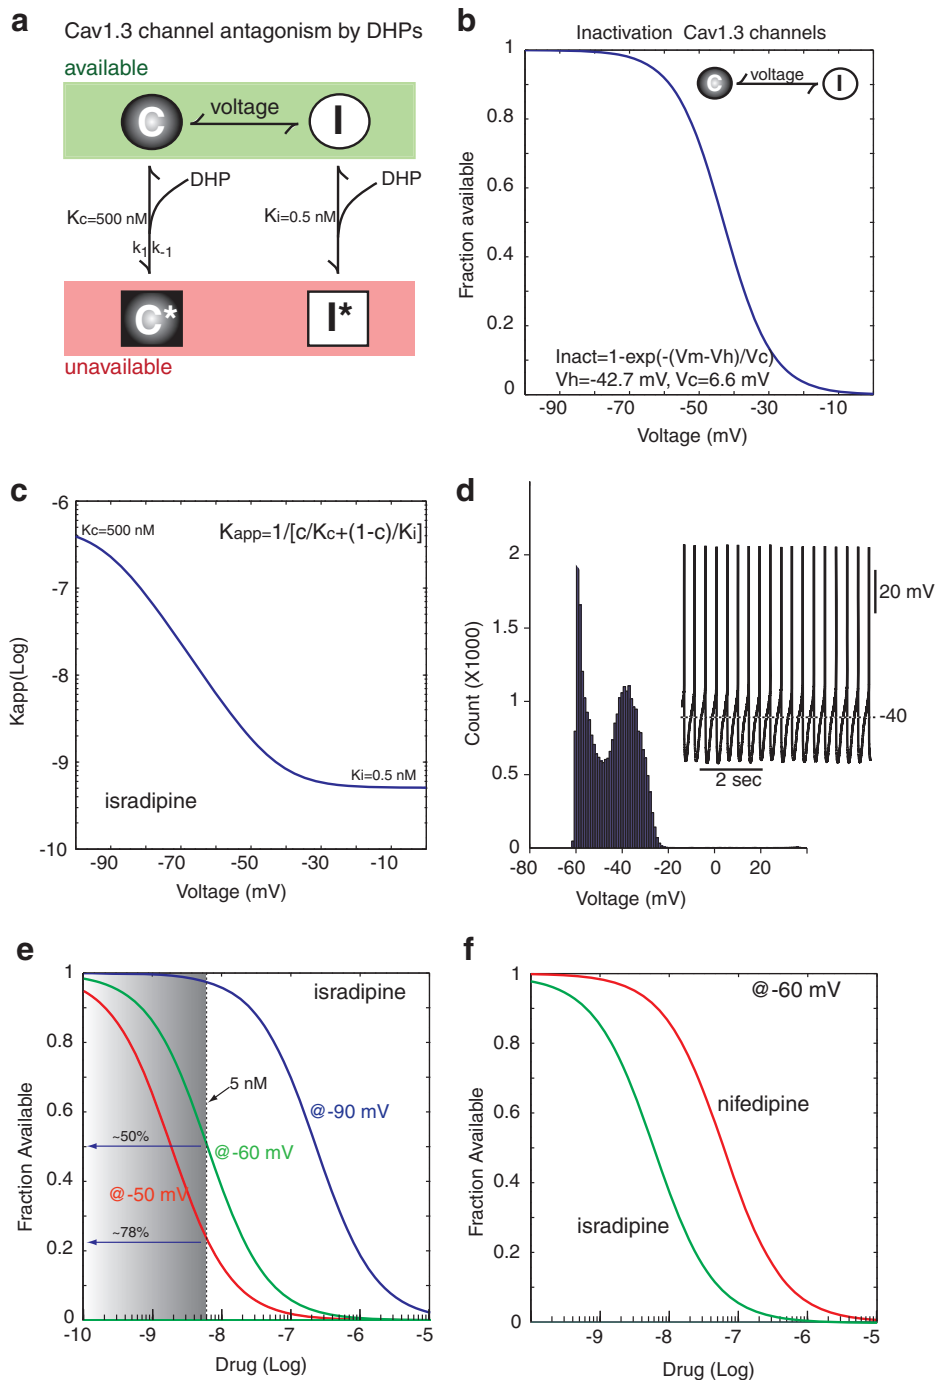 a
Cav1.3 channel antagonism by DHPs
available
C
voltage
I
DHP
DHP
Kc=500 nM
Ki=0.5 nM
k1 k-1
C*
I*
unavailable
b
Inactivation Cav1.3 channels
C
voltage
I
1
0.8
0.6
0.4
0.2
0
Fraction available
Inact=1-exp(-(Vm-Vh)/Vc)
Vh=-42.7 mV, Vc=6.6 mV
-90
-70
-50
-30
-10
Voltage (mV)
c
-6
-7
-8
-9
-10
Kapp(Log)
Kc=500 nM
Kapp=1/[c/Kc+(1-c)/Ki]
Ki=0.5 nM
isradipine
-90
-70
-50
-30
-10
Voltage (mV)
d
2
1.5
1
0.5
0
Count (X1000)
20 mV
-40
2 sec
-80
-60
-40
-20
0
20
Voltage (mV)
e
1
0.8
0.6
0.4
0.2
0
Fraction Available
isradipine
5 nM
@-90 mV
~50%
@-60 mV
@-50 mV
~78%
-10
-9
-8
-7
-6
-5
Drug (Log)
f
1
0.8
0.6
0.4
0.2
0
Fraction Available
@-60 mV
nifedipine
isradipine
-9
-8
-7
-6
-5
Drug (Log)